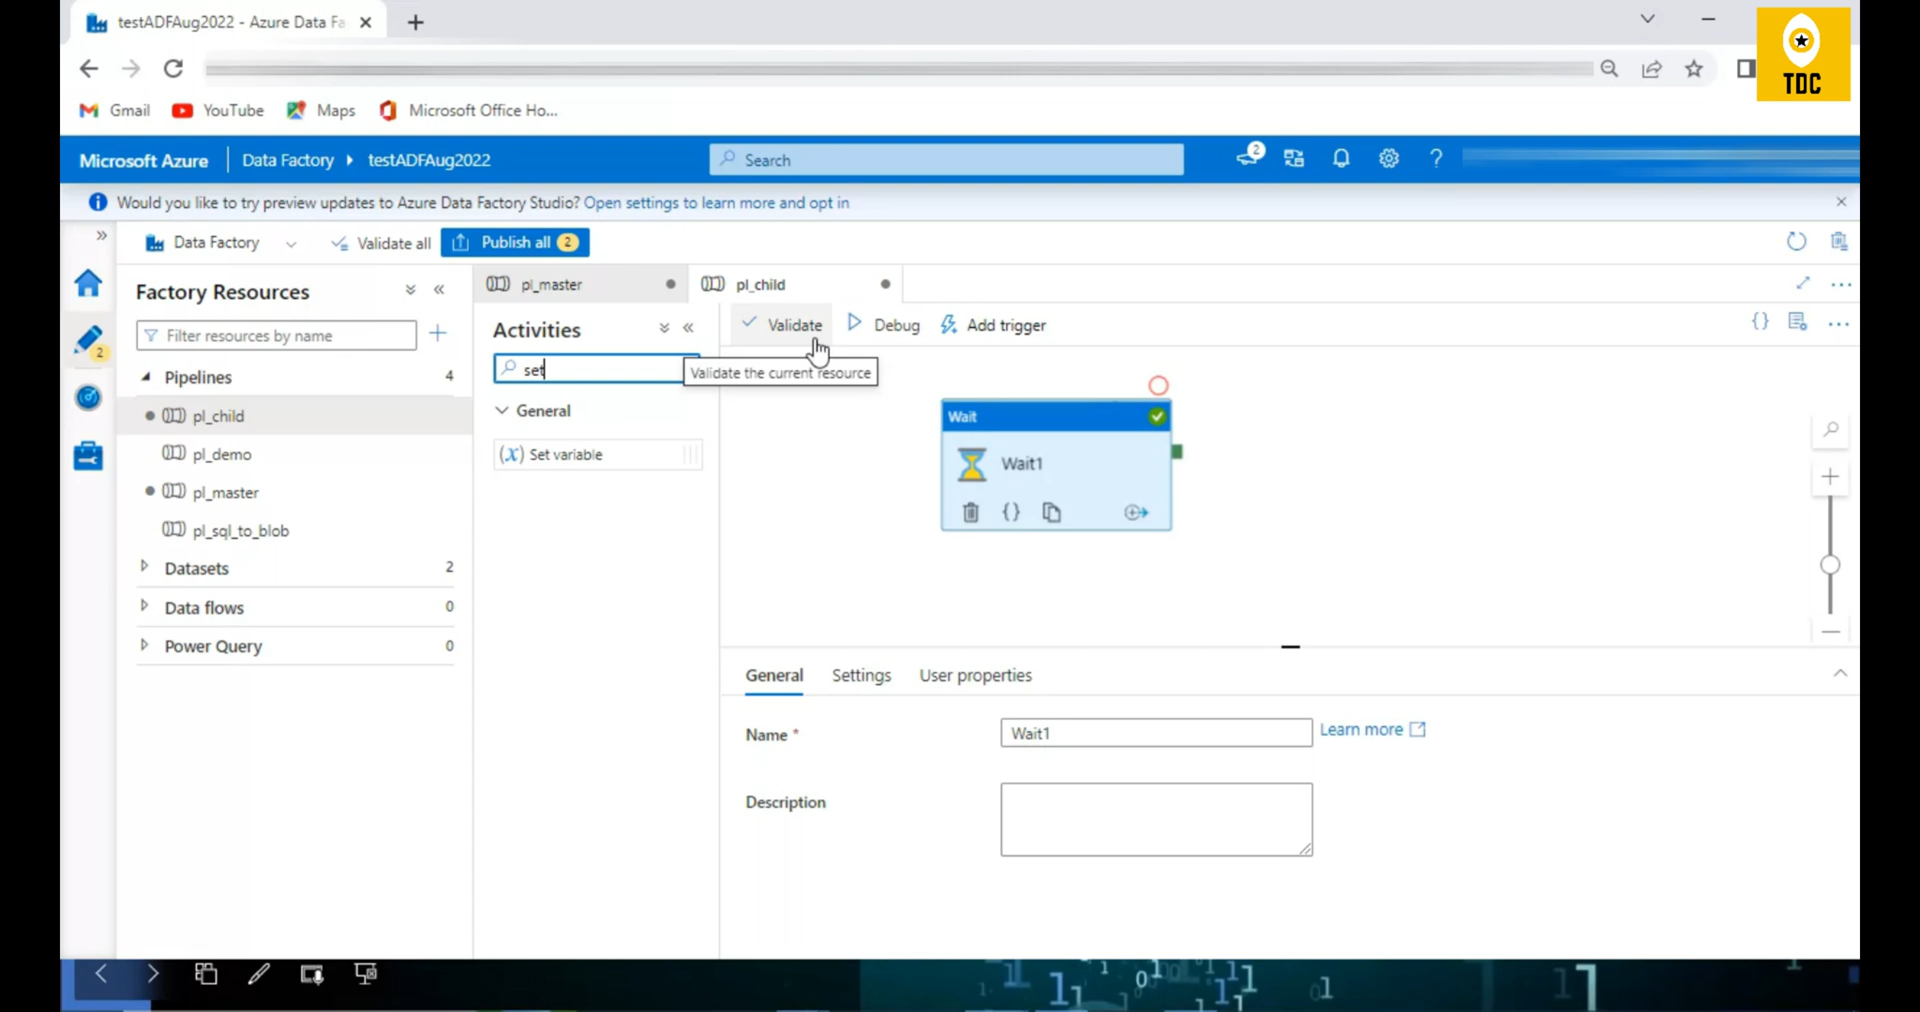 testADFAug2022 - Azure Data Fa
TDC
Gmail YouTube Maps Microsoft Office Ho...
Microsoft Azure Data Factory testADFAug2022 Search 2 ?
Would you like to try preview updates to Azure Data Factory Studio? Open settings to learn more and opt in
Data Factory Validate all Publish all 2
Factory Resources
Filter resources by name
2
Pipelines 4
pl_child
pl_demo
pl_master
pl_sql_to_blob
Datasets 2
Data flows 0
Power Query 0
pl_master pl_child
Activities
set
General
(x) Set variable
Validate Debug Add trigger {}
Validate the current resource
Wait
Wait1
{}
General Settings User properties
Name * Wait1 Learn more
Description